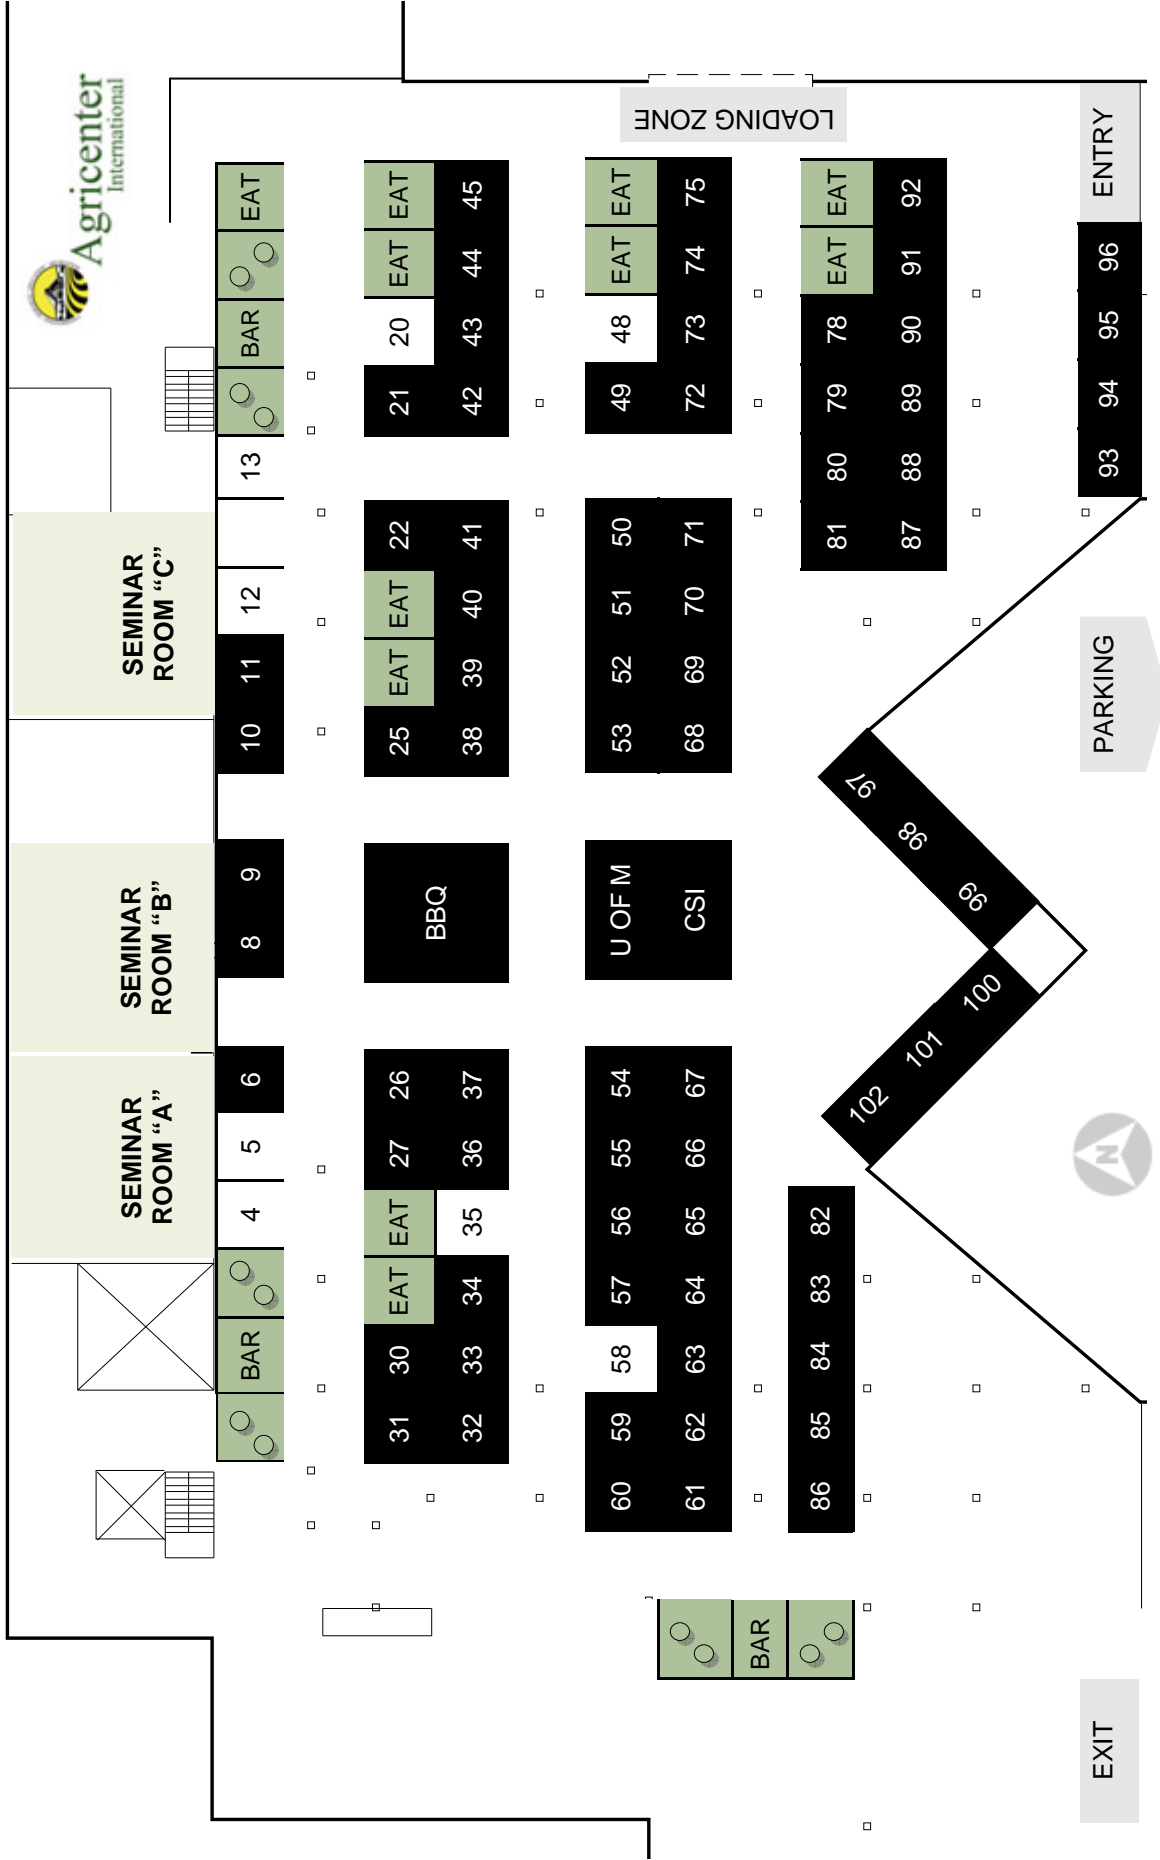 Agricenter
International
SEMINAR
ROOM “A”
SEMINAR
ROOM “B”
SEMINAR
ROOM “C”
BAR 4 5 6 8 9 10 11 12 13 BAR EAT
31 30 EAT EAT 27 26 BBQ 25 EAT EAT 22 21 20 EAT EAT
32 33 34 35 36 37 38 39 40 41 42 43 44 45
60 59 58 57 56 55 54 U OF M 53 52 51 50 49 48 EAT EAT
61 62 63 64 65 66 67 CSI 68 69 70 71 72 73 74 75
LOADING ZONE
BAR
86 85 84 83 82 81 80 79 78 EAT EAT
87 88 89 90 91 92
102 101 100 99 98 97
EXIT N PARKING 93 94 95 96 ENTRY